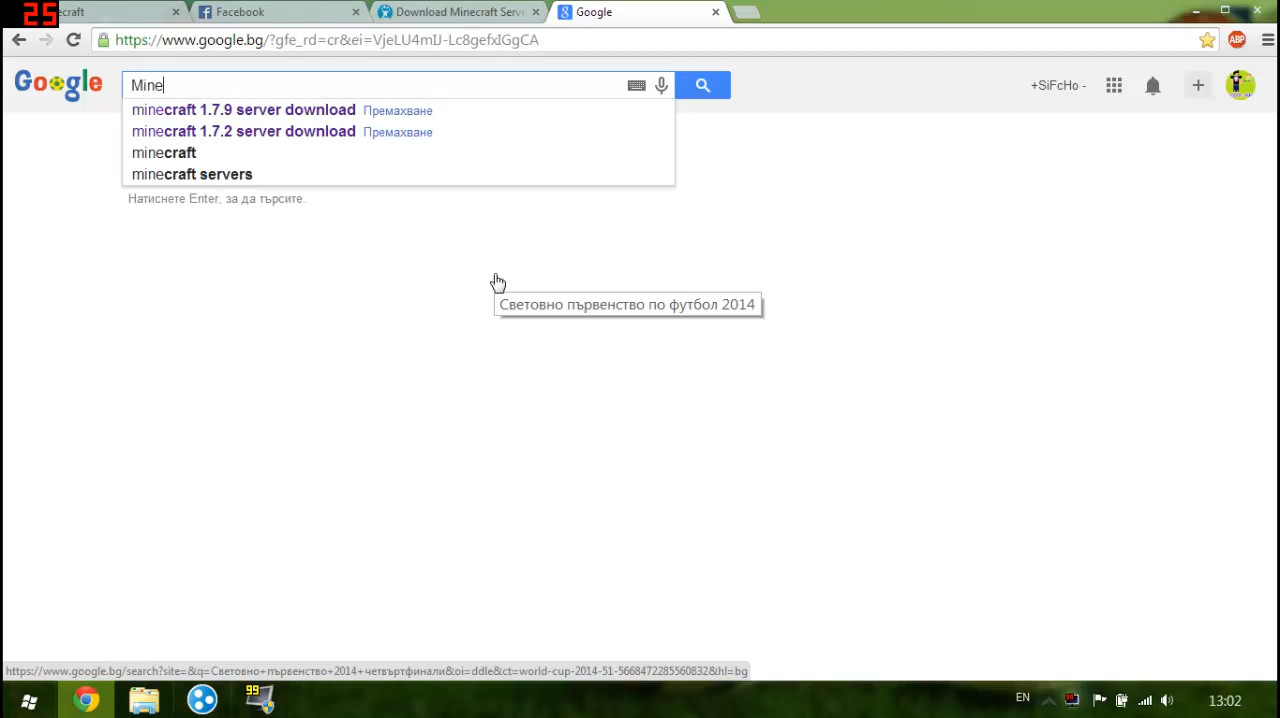 25
ecraft
Facebook
Download Minecraft Serv
Google
https://www.google.bg/?gfe_rd=cr&ei=VjeLU4mIJ-Lc8gefxIGgCA
ABP
Google
Mine
+SiFcHo -
minecraft 1.7.9 server download Премахване
minecraft 1.7.2 server download Премахване
minecraft
minecraft servers
Натиснете Enter, за да търсите.
Световно първенство по футбол 2014
https://www.google.bg/search?site=&q=Световно+първенство+2014+четвъртфинали&oi=ddle&ct=world-cup-2014-51-5668472285560832&hl=bg
99
EN
13:02